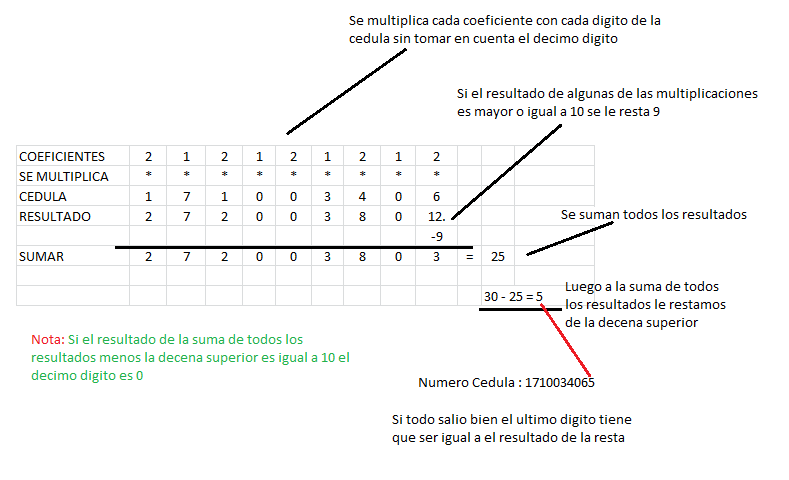 Se multiplica cada coeficiente con cada digito de la
cedula sin tomar en cuenta el decimo digito
Si el resultado de algunas de las multiplicaciones
es mayor o igual a 10 se le resta 9
COEFICIENTES 2 1 2 1 2 1 2 1 2
SE MULTIPLICA * * * * * * * * *
CEDULA 1 7 1 0 0 3 4 0 6
RESULTADO 2 7 2 0 0 3 8 0 12.
-9
Se suman todos los resultados
SUMAR 2 7 2 0 0 3 8 0 3 = 25
30 - 25 = 5
Luego a la suma de todos
los resultados le restamos
de la decena superior
Nota: Si el resultado de la suma de todos los
resultados menos la decena superior es igual a 10 el
decimo digito es 0
Numero Cedula : 1710034065
Si todo salio bien el ultimo digito tiene
que ser igual a el resultado de la resta